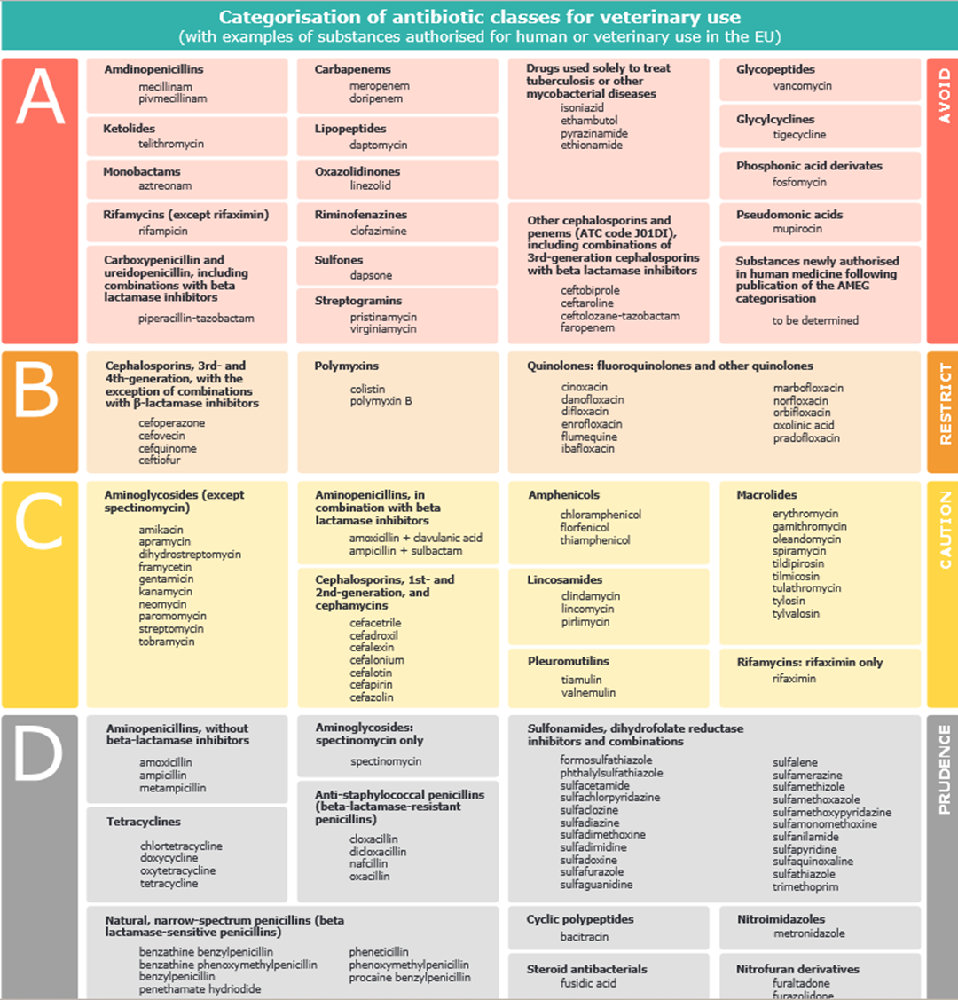 Categorisation of antibiotic classes for veterinary use
(with examples of substances authorised for human or veterinary use in the EU)
A
AVOID
Amdinopenicillins
mecillinam
pivmecillinam
Ketolides
telithromycin
Monobactams
aztreonam
Rifamycins (except rifaximin)
rifampicin
Carboxypenicillin and
ureidopenicillin, including
combinations with beta
lactamase inhibitors
piperacillin-tazobactam
Carbapenems
meropenem
doripenem
Lipopeptides
daptomycin
Oxazolidinones
linezolid
Riminofenazines
clofazimine
Sulfones
dapsone
Streptogramins
pristinamycin
virginiamycin
Drugs used solely to treat
tuberculosis or other
mycobacterial diseases
isoniazid
ethambutol
pyrazinamide
ethionamide
Other cephalosporins and
penems (ATC code J01DI),
including combinations of
3rd-generation cephalosporins
with beta lactamase inhibitors
ceftobiprole
ceftaroline
ceftolozane-tazobactam
faropenem
Glycopeptides
vancomycin
Glycylcyclines
tigecycline
Phosphonic acid derivates
fosfomycin
Pseudomonic acids
mupirocin
Substances newly authorised
in human medicine following
publication of the AMEG
categorisation
to be determined
B
RESTRICT
Cephalosporins, 3rd- and
4th-generation, with the
exception of combinations
with β-lactamase inhibitors
cefoperazone
cefovecin
cefquinome
ceftiofur
Polymyxins
colistin
polymyxin B
Quinolones: fluoroquinolones and other quinolones
cinoxacin
danofloxacin
difloxacin
enrofloxacin
flumequine
ibafloxacin
marbofloxacin
norfloxacin
orbifloxacin
oxolinic acid
pradofloxacin
C
CAUTION
Aminoglycosides (except
spectinomycin)
amikacin
apramycin
dihydrostreptomycin
framycetin
gentamicin
kanamycin
neomycin
paromomycin
streptomycin
tobramycin
Aminopenicillins, in
combination with beta
lactamase inhibitors
amoxicillin + clavulanic acid
ampicillin + sulbactam
Cephalosporins, 1st- and
2nd-generation, and
cephamycins
cefacetrile
cefadroxil
cefalexin
cefalonium
cefalotin
cefapirin
cefazolin
Amphenicols
chloramphenicol
florfenicol
thiamphenicol
Lincosamides
clindamycin
lincomycin
pirlimycin
Pleuromutilins
tiamulin
valnemulin
Macrolides
erythromycin
gamithromycin
oleandomycin
spiramycin
tildipirosin
tilmicosin
tulathromycin
tylosin
tylvalosin
Rifamycins: rifaximin only
rifaximin
D
PRUDENCE
Aminopenicillins, without
beta-lactamase inhibitors
amoxicillin
ampicillin
metampicillin
Tetracyclines
chlortetracycline
doxycycline
oxytetracycline
tetracycline
Aminoglycosides:
spectinomycin only
spectinomycin
Anti-staphylococcal penicillins
(beta-lactamase-resistant
penicillins)
cloxacillin
dicloxacillin
nafcillin
oxacillin
Sulfonamides, dihydrofolate reductase
inhibitors and combinations
formosulfathiazole
phthalylsulfathiazole
sulfacetamide
sulfachlorpyridazine
sulfaclozine
sulfadiazine
sulfadimethoxine
sulfadimidine
sulfadoxine
sulfafurazole
sulfaguanidine
sulfalene
sulfamerazine
sulfamethizole
sulfamethoxazole
sulfamethoxypyridazine
sulfamonomethoxine
sulfanilamide
sulfapyridine
sulfaquinoxaline
sulfathiazole
trimethoprim
Natural, narrow-spectrum penicillins (beta
lactamase-sensitive penicillins)
benzathine benzylpenicillin
benzathine phenoxymethylpenicillin
benzylpenicillin
penethamate hydriodide
pheneticillin
phenoxymethylpenicillin
procaine benzylpenicillin
Cyclic polypeptides
bacitracin
Steroid antibacterials
fusidic acid
Nitroimidazoles
metronidazole
Nitrofuran derivatives
furaltadone
furazolidone